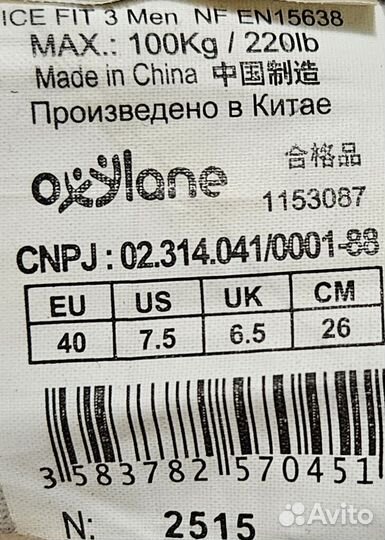 ICE FIT 3 Men NF EN15638
MAX.: 100Kg / 220lb
Made in China 中国制造
Произведено в Китае
oxylane
合格品
1153087
CNPJ : 02.314.041/0001-88
EU US UK CM
40 7.5 6.5 26
3 583782 570451
N: 2515
Avito